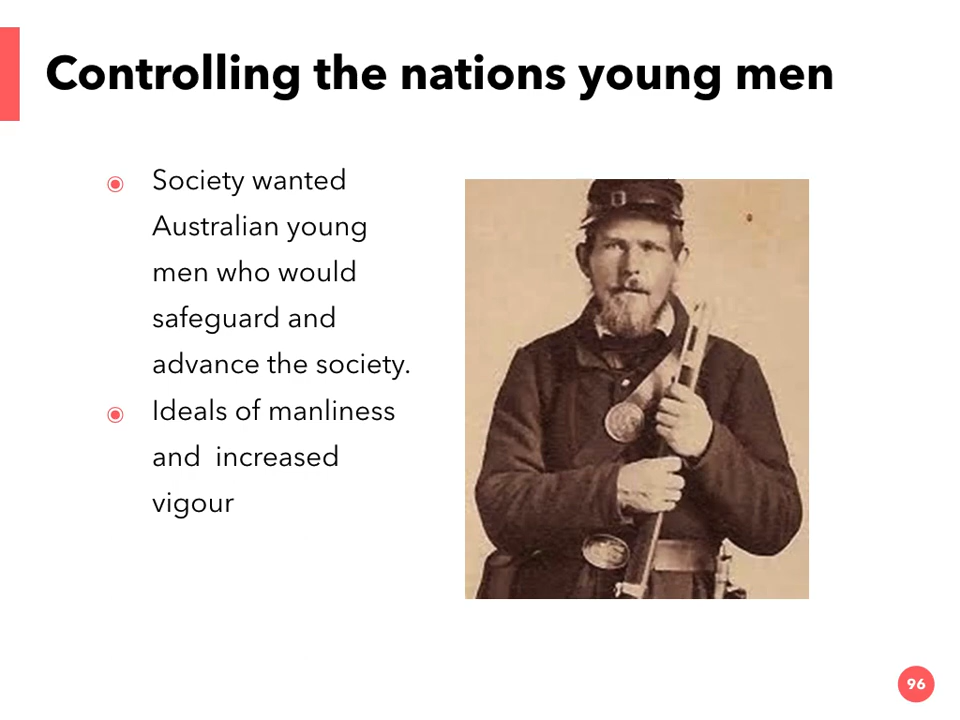 Controlling the nations young men
Society wanted
Australian young
men who would
safeguard and
advance the society.
Ideals of manliness
and  increased
vigour
96